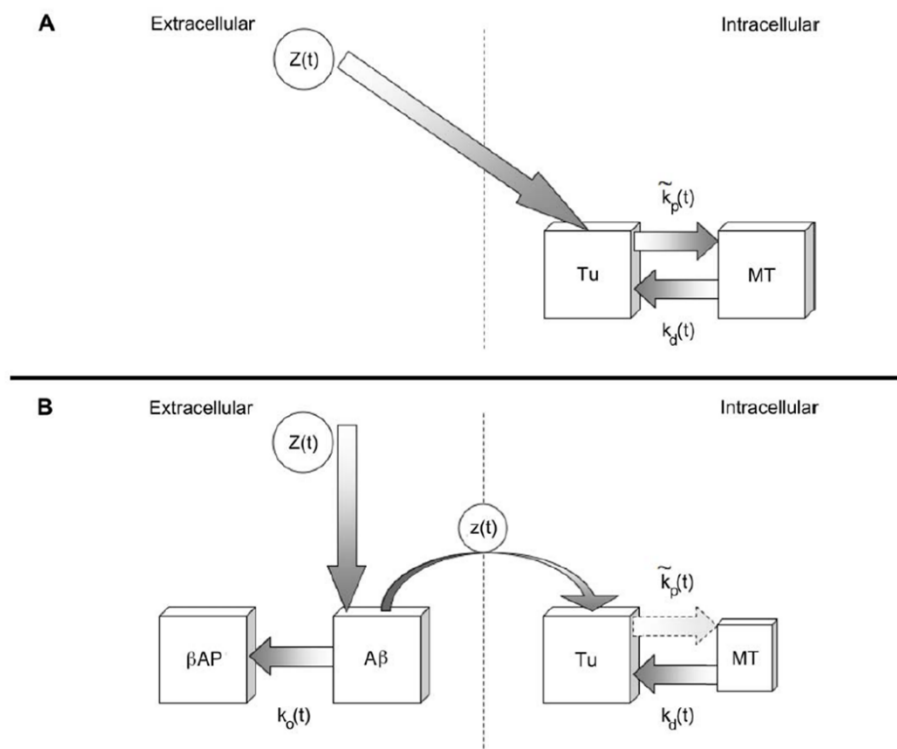 A
Extracellular
Intracellular
Z(t)
k̃p(t)
Tu
MT
kd(t)
B
Extracellular
Intracellular
Z(t)
z(t)
k̃p(t)
βAP
Aβ
Tu
MT
ko(t)
kd(t)